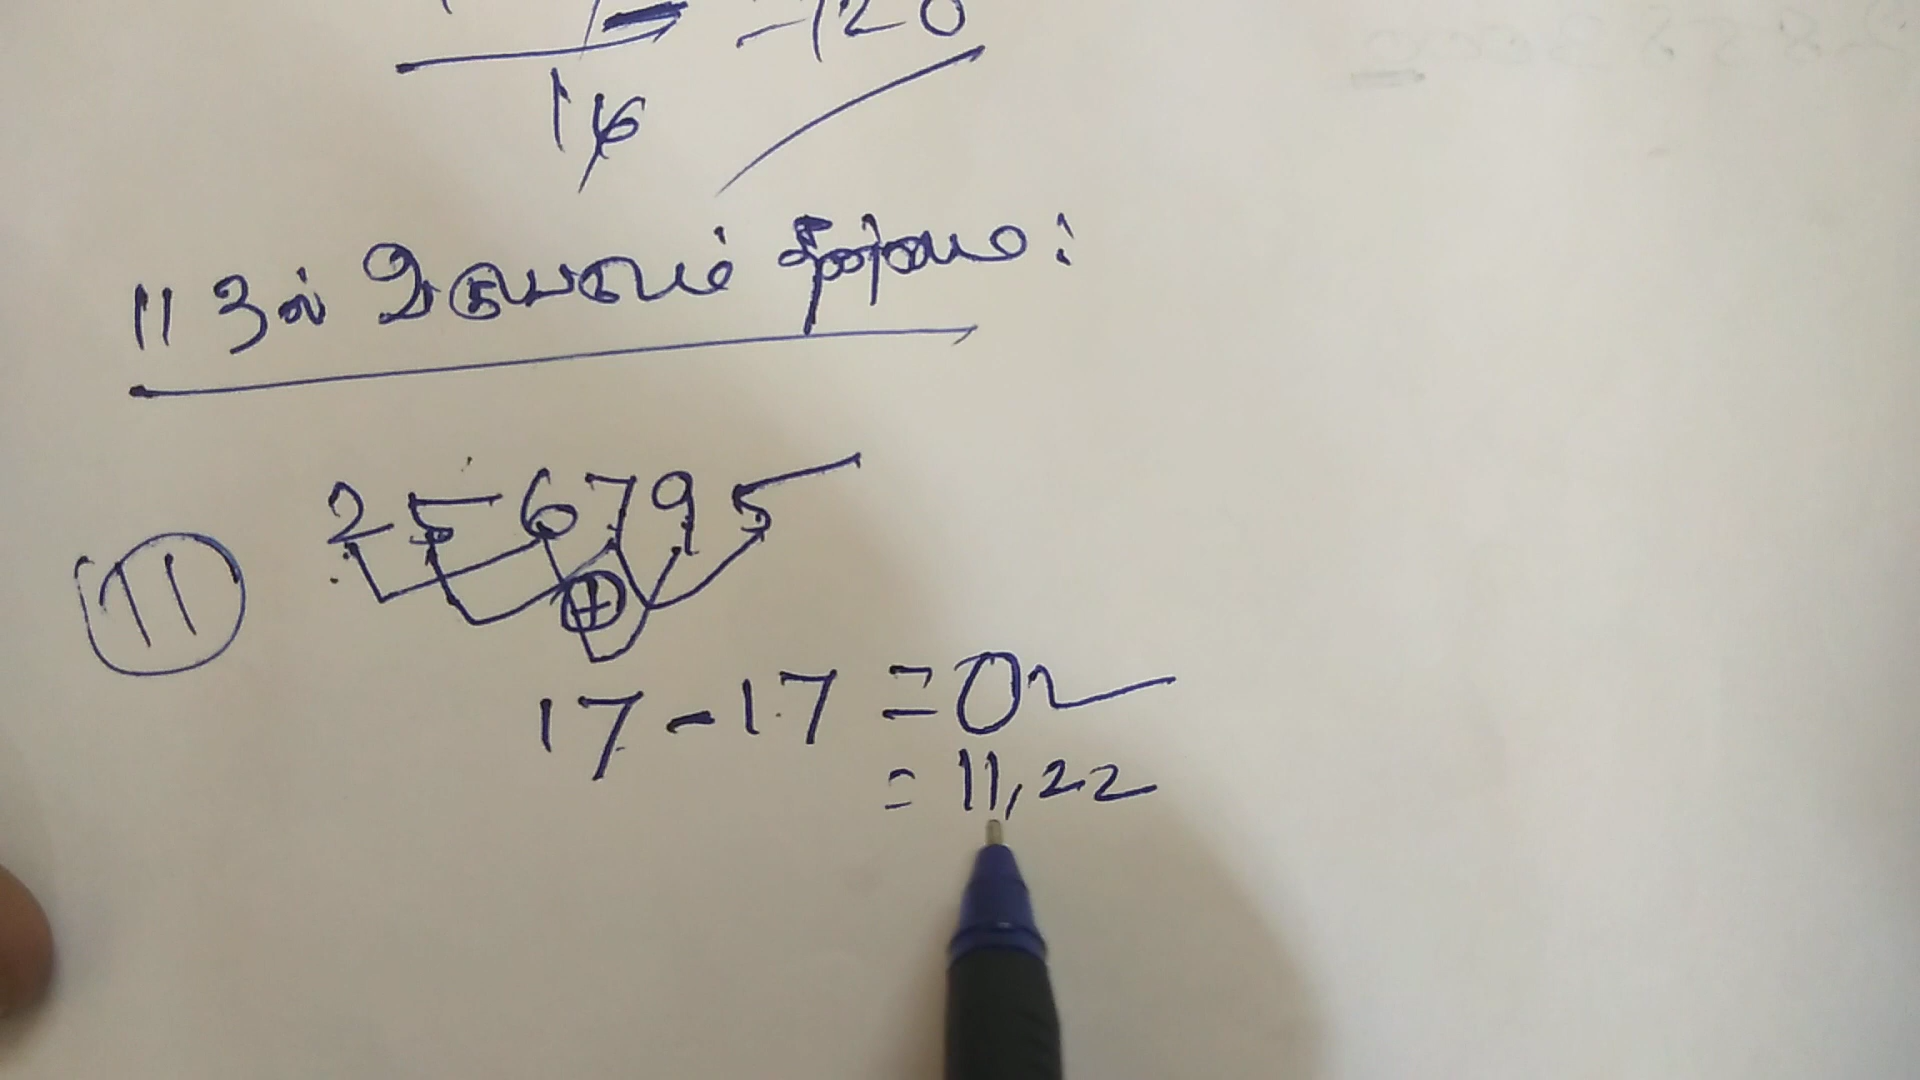 = 120
16
11 ஆல் வகுபடும் தன்மை :
11
256795
+
17 - 17 = 0
= 11, 22